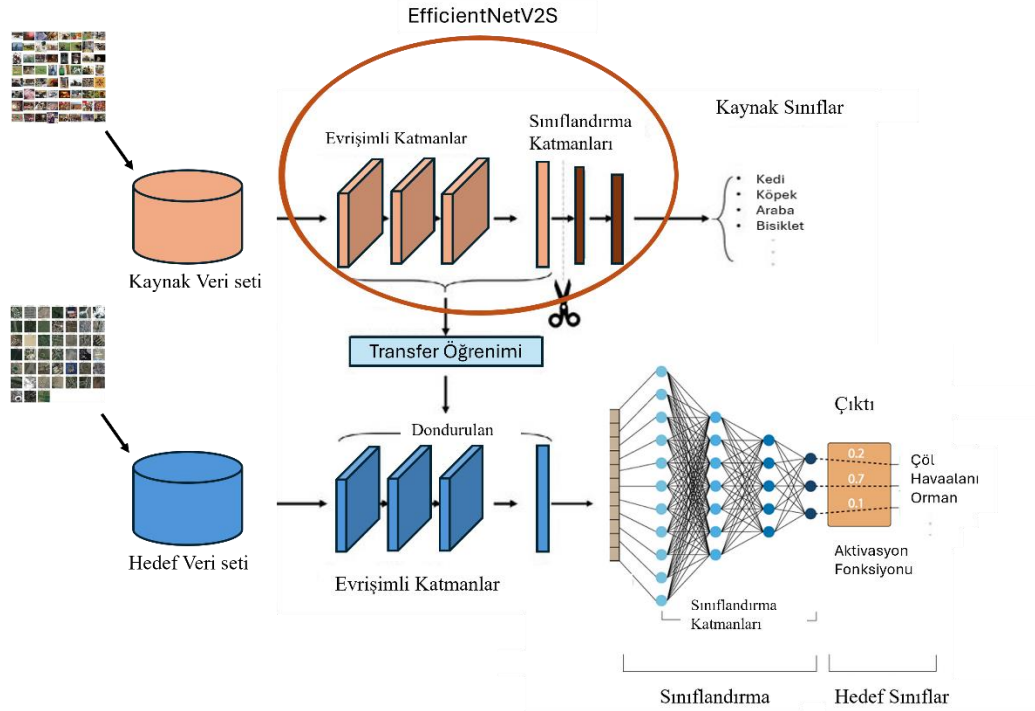 EfficientNetV2S
Kaynak Sınıflar
Sınıflandırma
Katmanları
Evrişimli Katmanlar
• Kedi
• Köpek
• Araba
• Bisiklet
Kaynak Veri seti
Transfer Öğrenimi
Dondurulan
Çıktı
0.2
0.7
0.1
Çöl
Havaalanı
Orman
Hedef Veri seti
Evrişimli Katmanlar
Aktivasyon
Fonksiyonu
Sınıflandırma
Katmanları
Sınıflandırma
Hedef Sınıflar